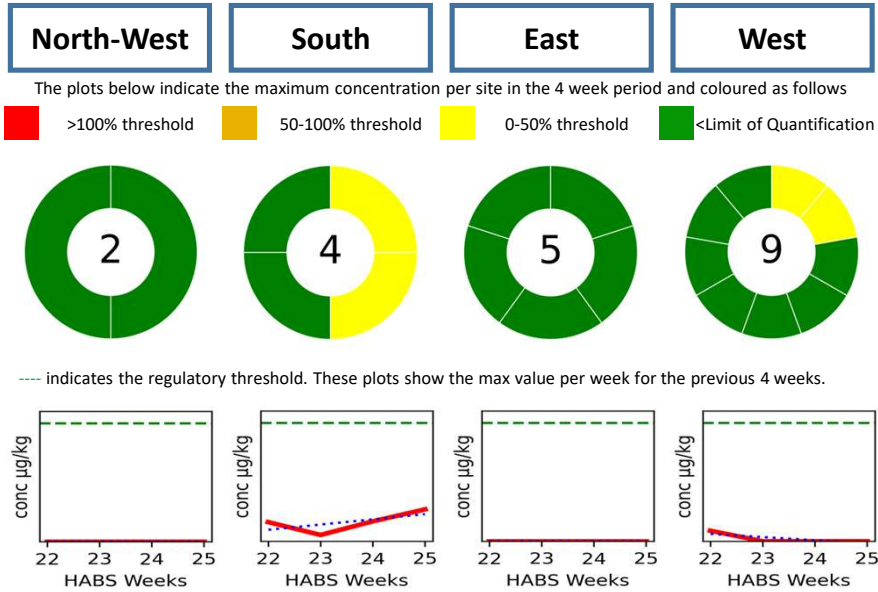 North-West South East West
The plots below indicate the maximum concentration per site in the 4 week period and coloured as follows
>100% threshold 50-100% threshold 0-50% threshold <Limit of Quantification
2 4 5 9
---- indicates the regulatory threshold. These plots show the max value per week for the previous 4 weeks.
conc µg/kg conc µg/kg conc µg/kg conc µg/kg
22 23 24 25 22 23 24 25 22 23 24 25 22 23 24 25
HABS Weeks HABS Weeks HABS Weeks HABS Weeks